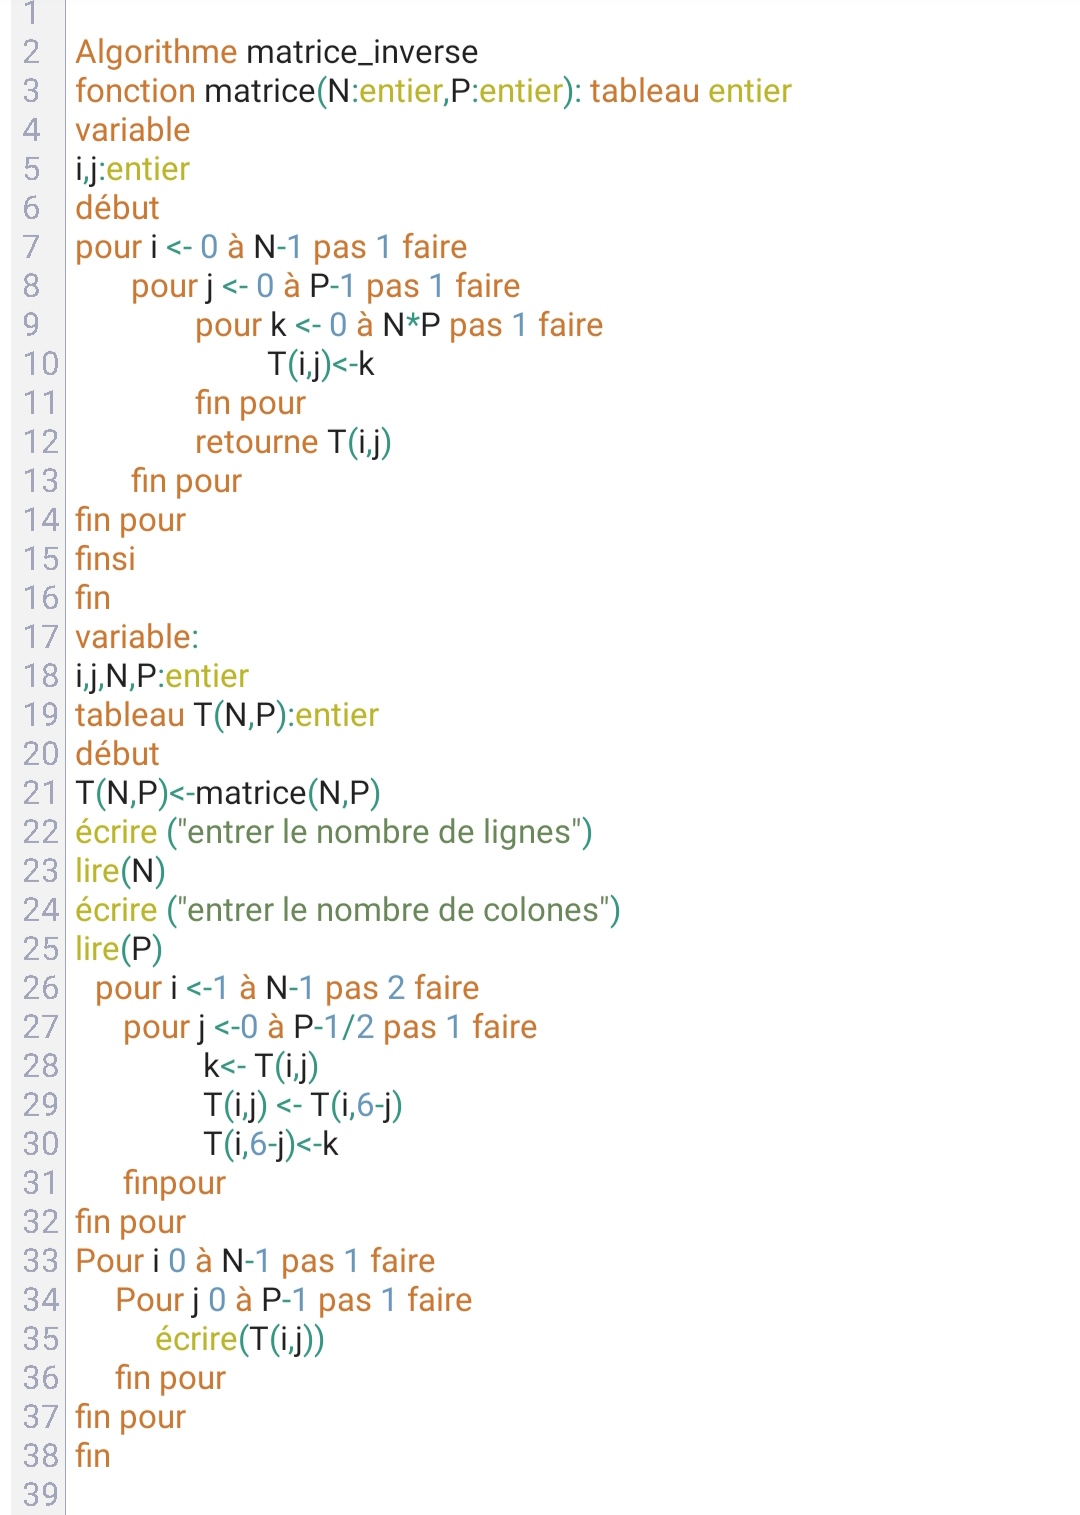 1
2 Algorithme matrice_inverse
3 fonction matrice(N:entier,P:entier): tableau entier
4 variable
5 i,j:entier
6 début
7 pour i <- 0 à N-1 pas 1 faire
8 pour j <- 0 à P-1 pas 1 faire
9 pour k <- 0 à N*P pas 1 faire
10 T(i,j)<-k
11 fin pour
12 retourne T(i,j)
13 fin pour
14 fin pour
15 finsi
16 fin
17 variable:
18 i,j,N,P:entier
19 tableau T(N,P):entier
20 début
21 T(N,P)<-matrice(N,P)
22 écrire ("entrer le nombre de lignes")
23 lire(N)
24 écrire ("entrer le nombre de colones")
25 lire(P)
26 pour i <-1 à N-1 pas 2 faire
27 pour j <-0 à P-1/2 pas 1 faire
28 k<- T(i,j)
29 T(i,j) <- T(i,6-j)
30 T(i,6-j)<-k
31 finpour
32 fin pour
33 Pour i 0 à N-1 pas 1 faire
34 Pour j 0 à P-1 pas 1 faire
35 écrire(T(i,j))
36 fin pour
37 fin pour
38 fin
39